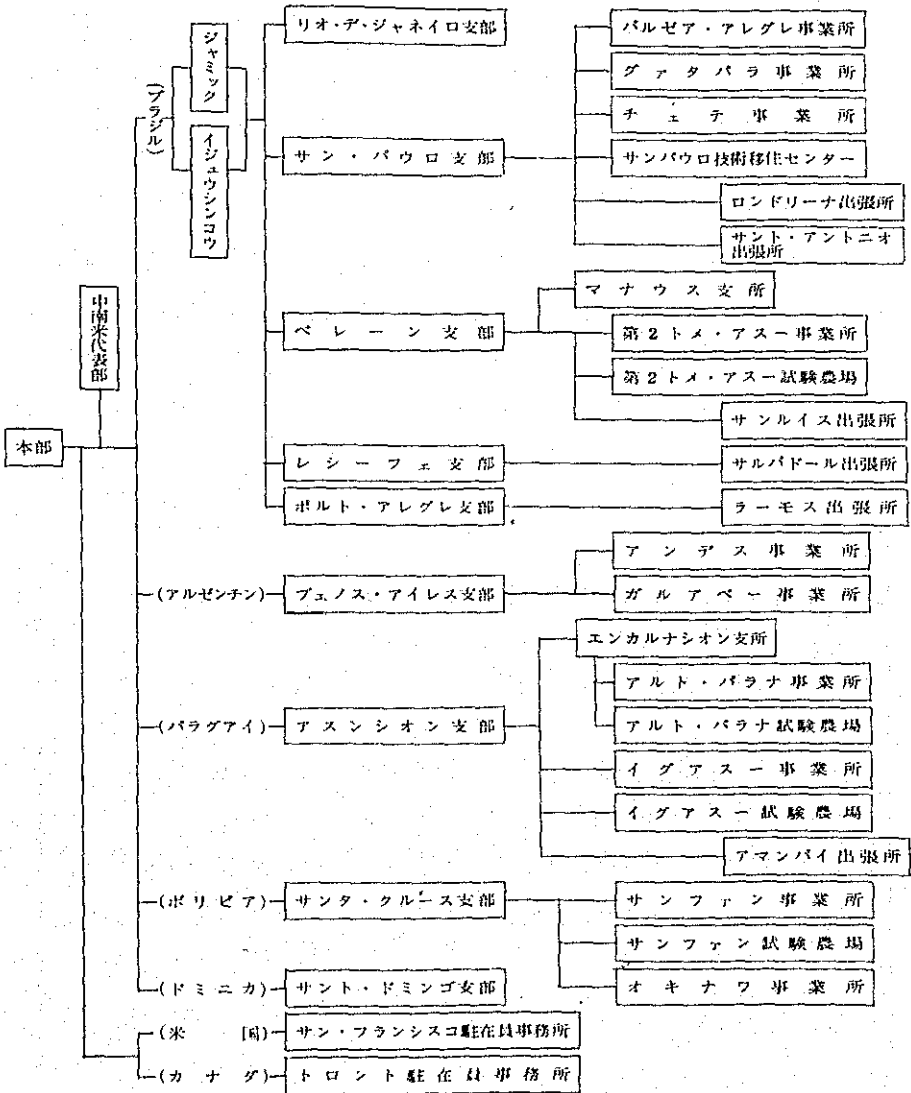 本部
中南米代表部
(ブラジル)
ジャミック
イジュウシンコウ
リオ・デ・ジャネイロ支部
サン・パウロ支部
バルゼア・アレグレ事業所
グァタパラ事業所
チェテ事業所
サンパウロ技術移住センター
ロンドリーナ出張所
サント・アントニオ
出張所
ベレーン支部
マナウス支所
第2トメ・アスー事業所
第2トメ・アスー試験農場
サンルイス出張所
レシーフェ支部
サルバドール出張所
ポルト・アレグレ支部
ラーモス出張所
(アルゼンチン)
ブェノス・アイレス支部
アンデス事業所
ガルアペー事業所
(パラグアイ)
アスンシオン支部
エンカルナシオン支所
アルト・パラナ事業所
アルト・パラナ試験農場
イグアスー事業所
イグアスー試験農場
アマンバイ出張所
(ボリビア)
サンタ・クルース支部
サンファン事業所
サンファン試験農場
オキナワ事業所
(ドミニカ)
サント・ドミンゴ支部
(米国)
サン・フランシスコ駐在員事務所
(カナダ)
トロント駐在員事務所